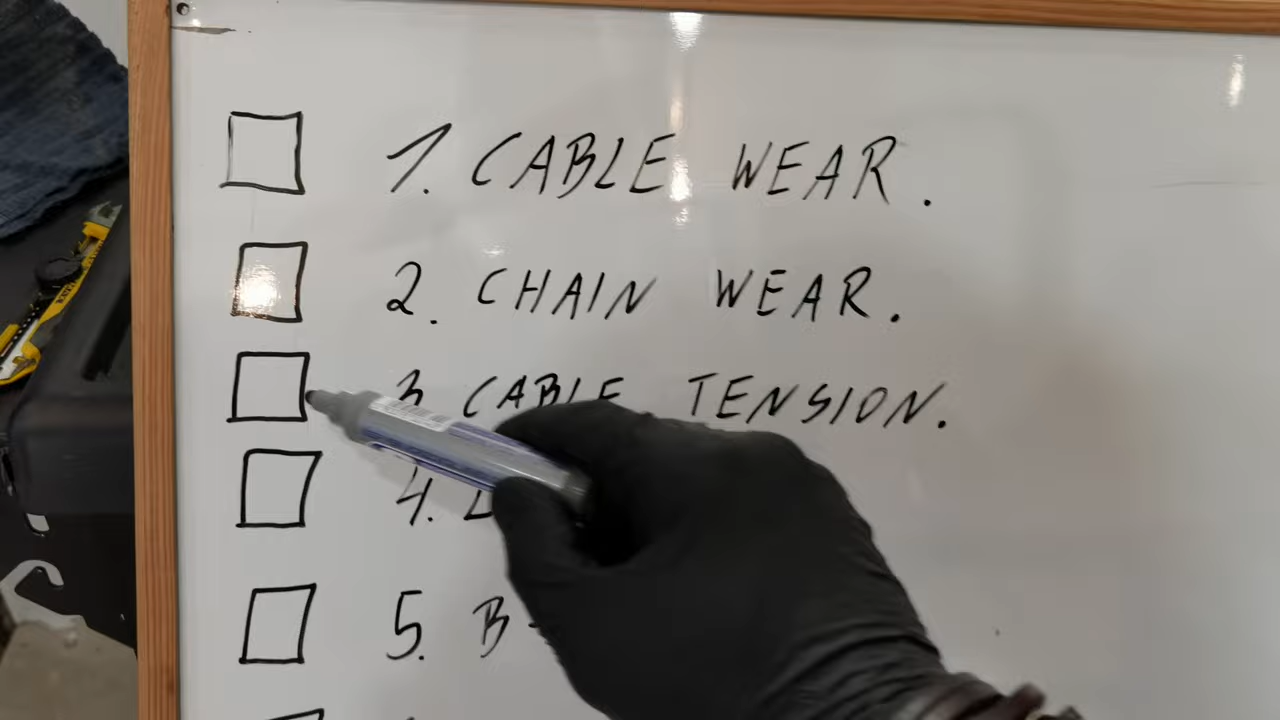 1. CABLE WEAR.
2. CHAIN WEAR.
3 CABLE TENSION.
4.
5.